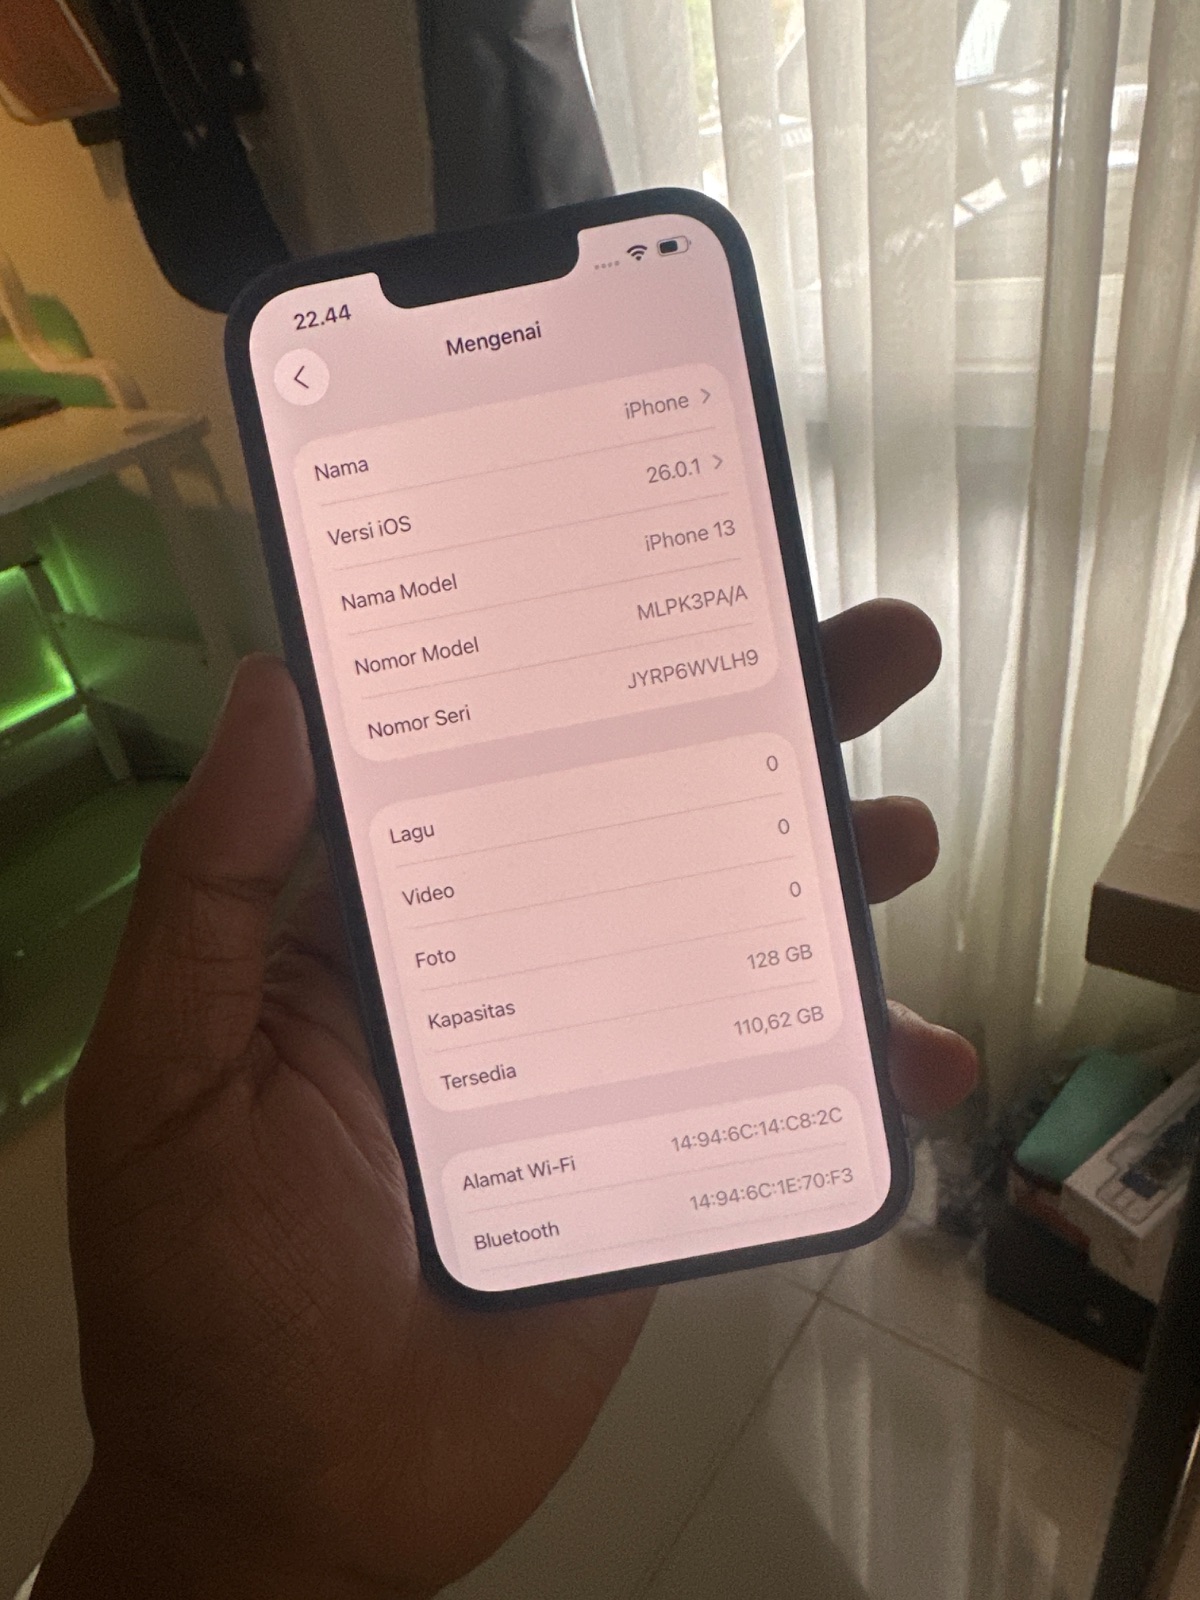 22.44
Mengenai
Nama iPhone
Versi iOS 26.0.1
Nama Model iPhone 13
Nomor Model MLPK3PA/A
Nomor Seri JYRP6WVLH9
Lagu 0
Video 0
Foto 0
Kapasitas 128 GB
Tersedia 110,62 GB
Alamat Wi-Fi 14:94:6C:14:C8:2C
Bluetooth 14:94:6C:1E:70:F3